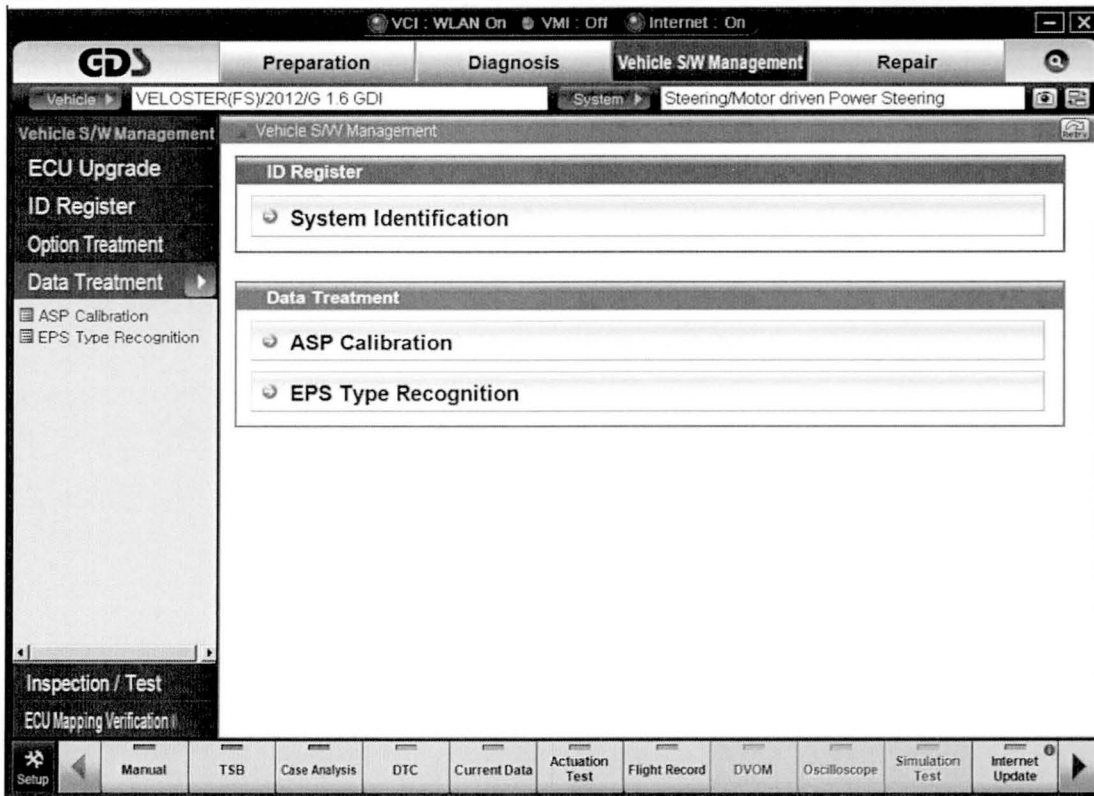 VCI : WLAN On VMI : Off Internet : On
GDS Preparation Diagnosis Vehicle S/W Management Repair
Vehicle VELOSTER(FS)/2012/G 1.6 GDI System Steering/Motor driven Power Steering
Vehicle S/W Management
ECU Upgrade
ID Register
Option Treatment
Data Treatment
ASP Calibration
EPS Type Recognition
Inspection / Test
ECU Mapping Verification
Vehicle S/W Management
Retry
ID Register
System Identification
Data Treatment
ASP Calibration
EPS Type Recognition
Setup Manual TSB Case Analysis DTC Current Data Actuation Test Flight Record DVOM Oscilloscope Simulation Test Internet Update